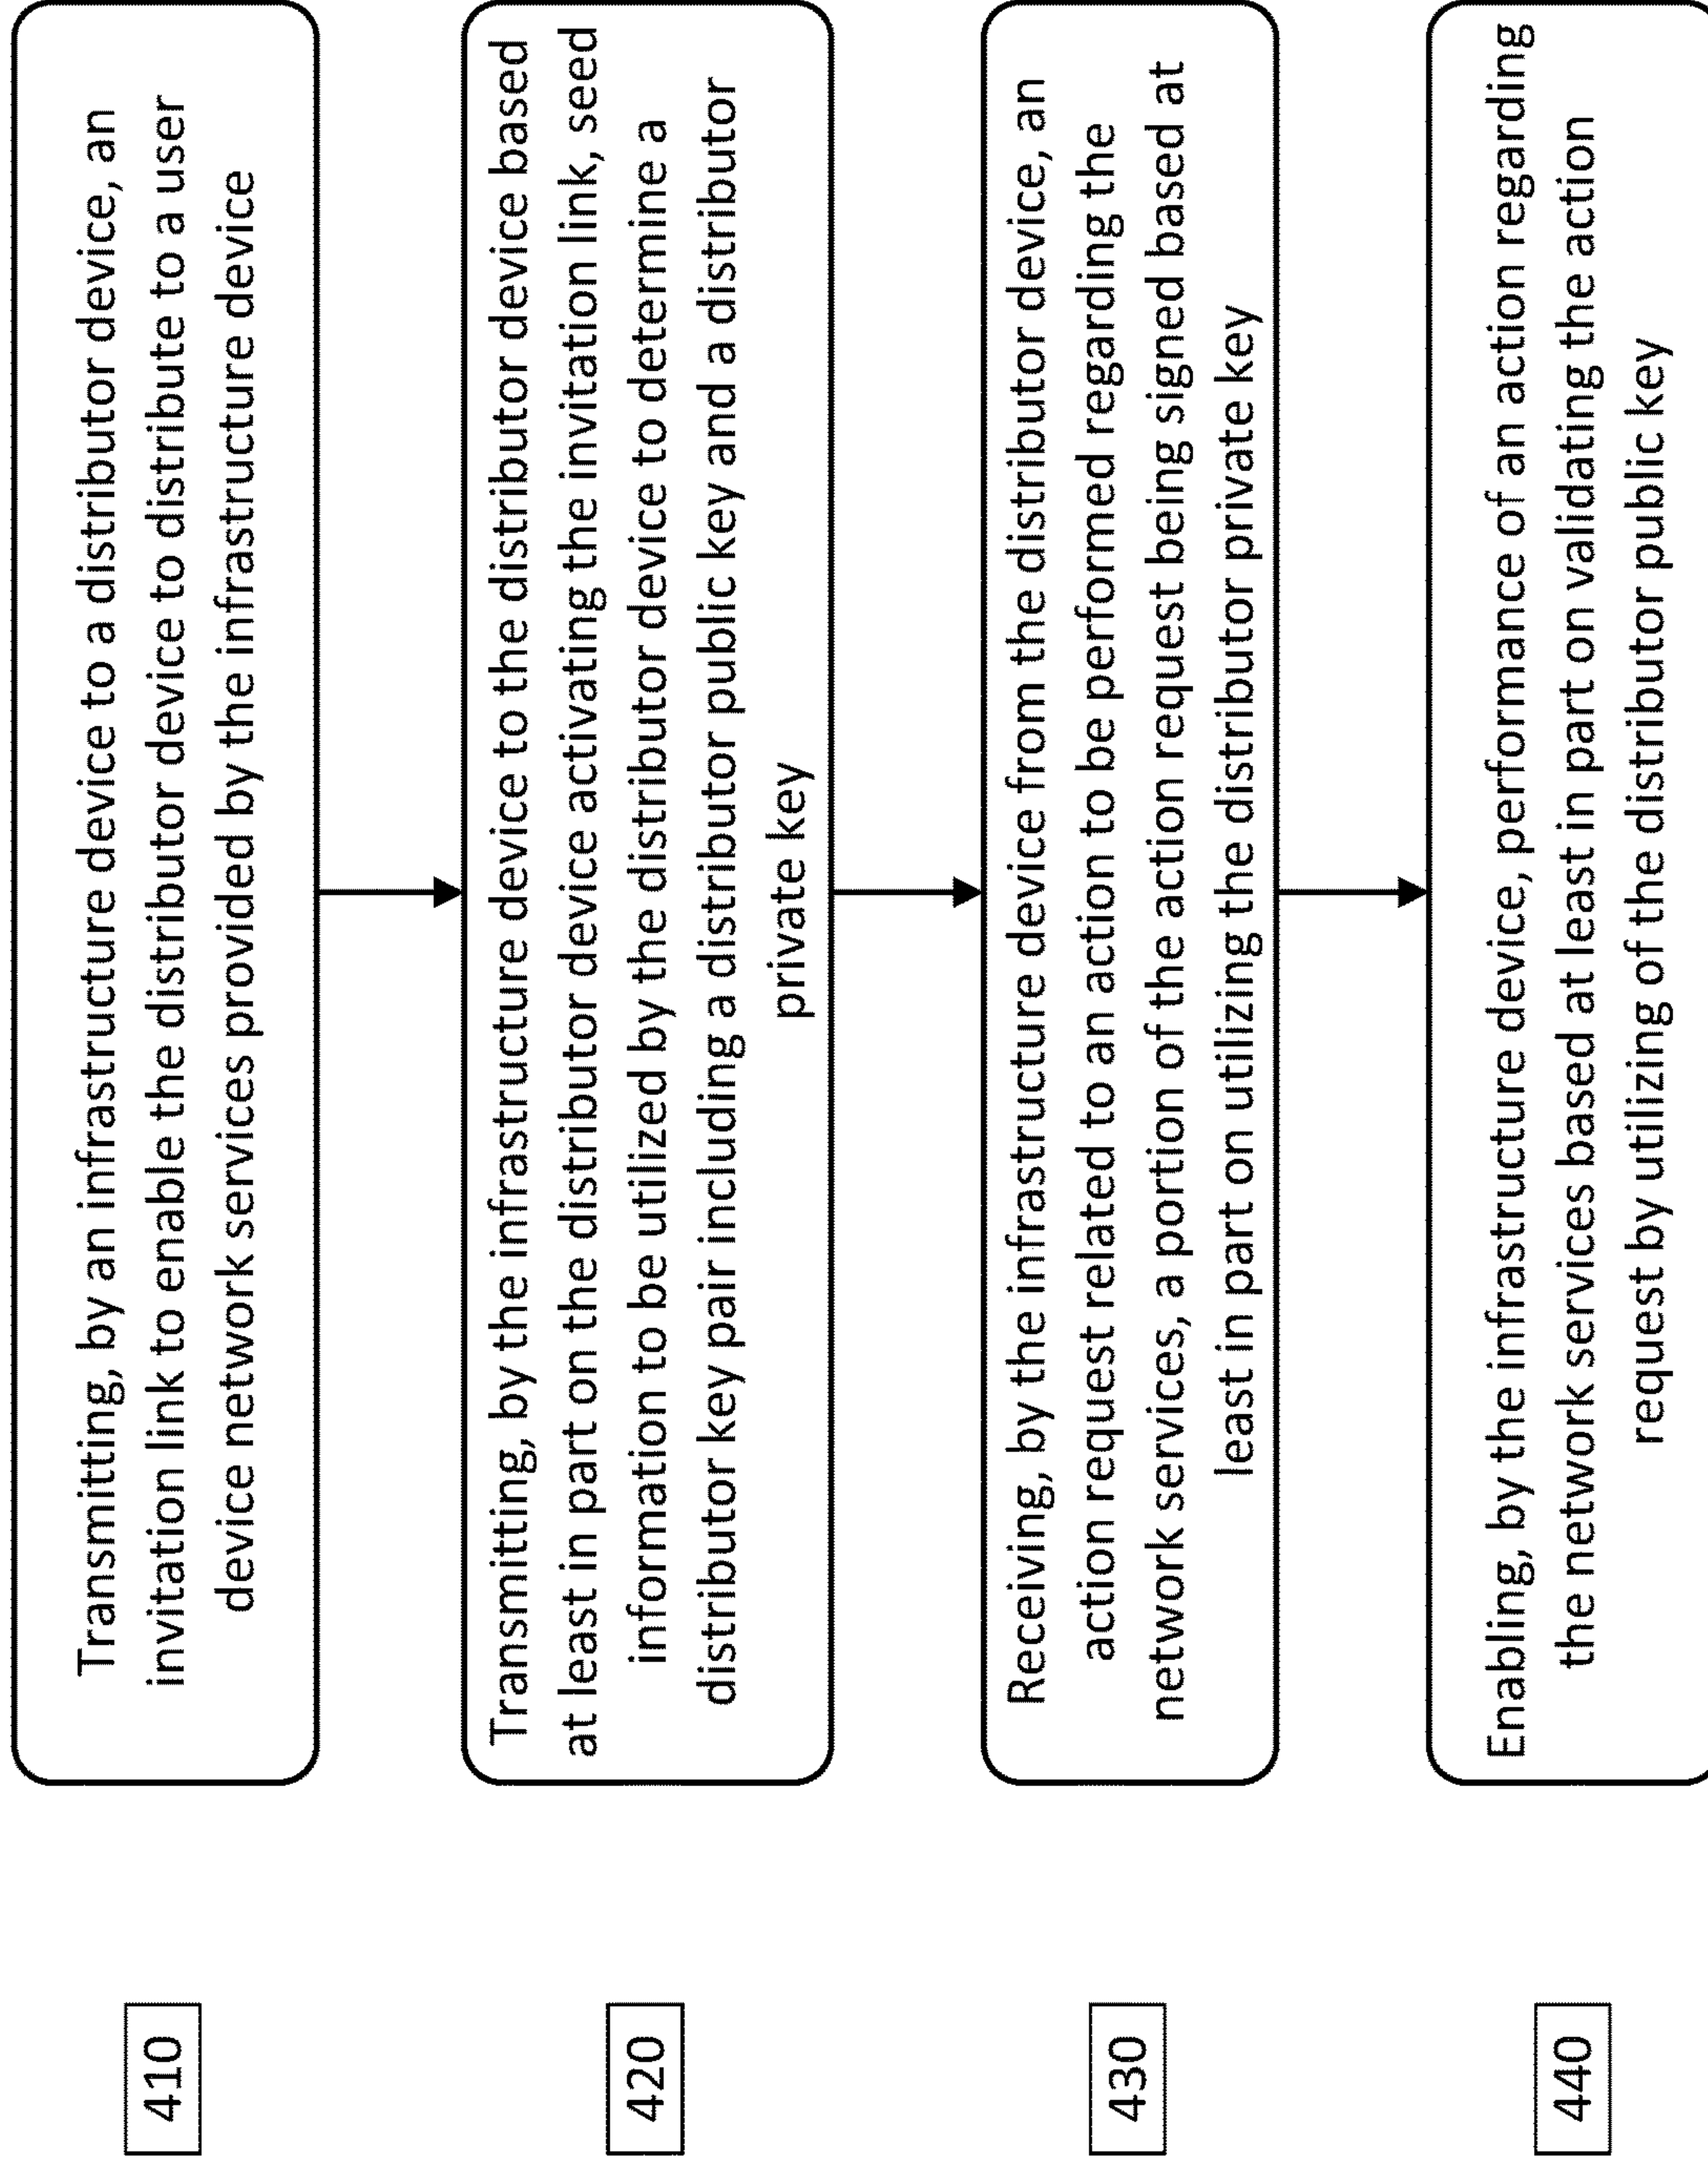 410
Transmitting, by an infrastructure device to a distributor device, an
invitation link to enable the distributor device to distribute to a user
device network services provided by the infrastructure device
420
Transmitting, by the infrastructure device to the distributor device based
at least in part on the distributor device activating the invitation link, seed
information to be utilized by the distributor device to determine a
distributor key pair including a distributor public key and a distributor
private key
430
Receiving, by the infrastructure device from the distributor device, an
action request related to an action to be performed regarding the
network services, a portion of the action request being signed based at
least in part on utilizing the distributor private key
440
Enabling, by the infrastructure device, performance of an action regarding
the network services based at least in part on validating the action
request by utilizing of the distributor public key